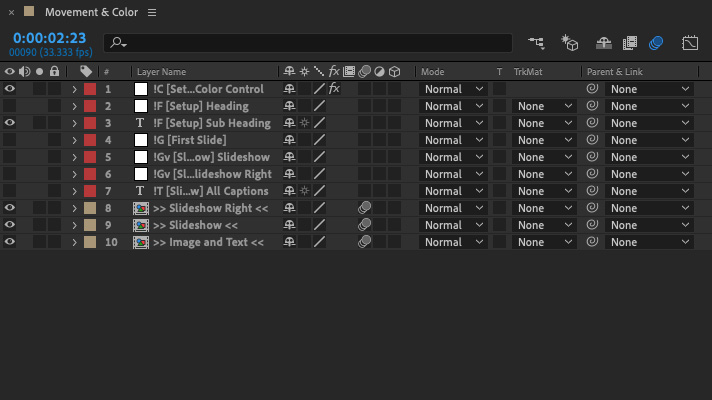 × Movement & Color
0:00:02:23
00090 (33.333 fps)
# Layer Name fx Mode T TrkMat Parent & Link
1 !C [Set...Color Control fx Normal None
2 !F [Setup] Heading Normal None None
3 T !F [Setup] Sub Heading Normal None None
4 !G [First Slide] Normal None None
5 !Gv [Sl...ow] Slideshow Normal None None
6 !Gv [Sl...lideshow Right Normal None None
7 T !T [Sli...w] All Captions Normal None None
8 >> Slideshow Right << Normal None None
9 >> Slideshow << Normal None None
10 >> Image and Text << Normal None None